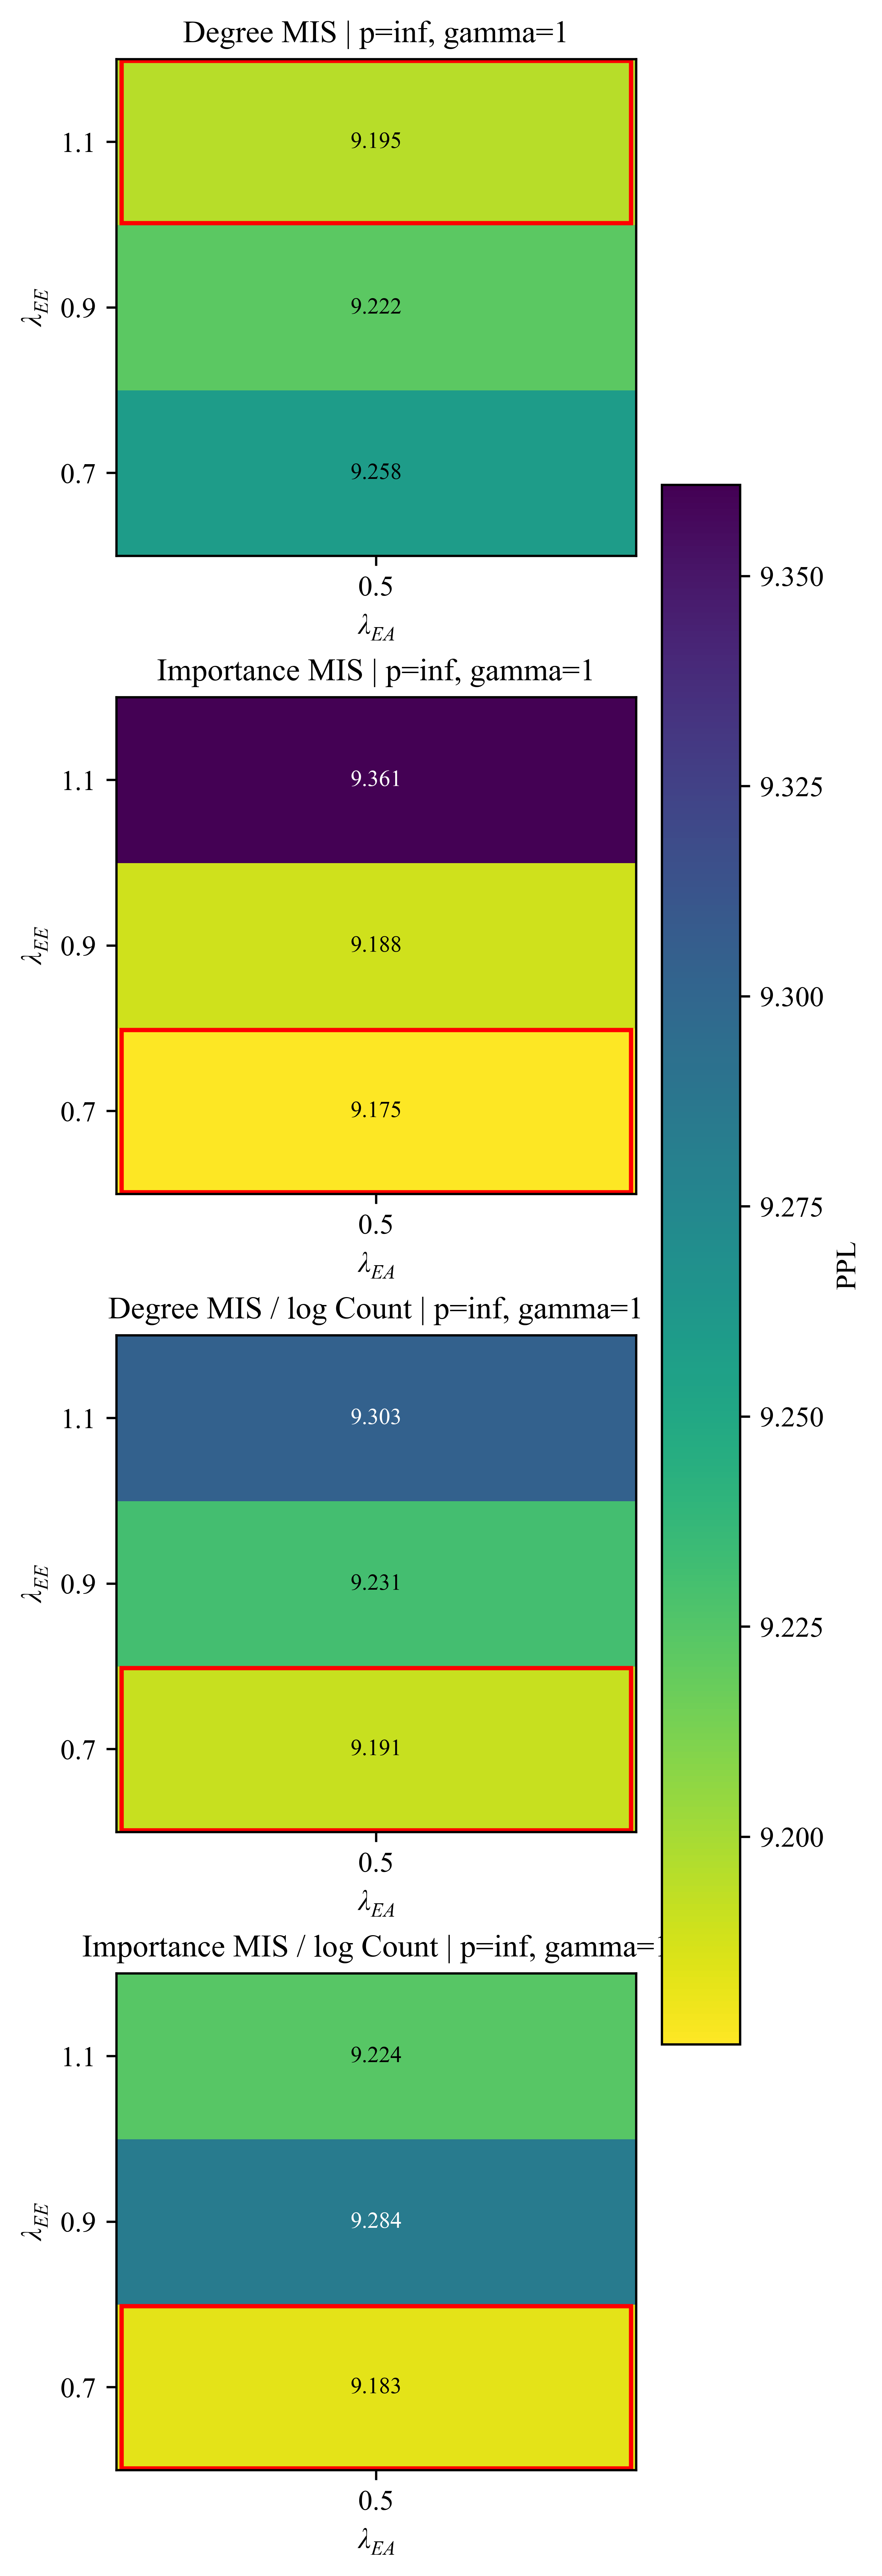 Degree MIS | p=inf, gamma=1
1.1
9.195
0.9
9.222
0.7
9.258
λEE
0.5
λEA
Importance MIS | p=inf, gamma=1
1.1
9.361
0.9
9.188
0.7
9.175
λEE
0.5
λEA
Degree MIS / log Count | p=inf, gamma=1
1.1
9.303
0.9
9.231
0.7
9.191
λEE
0.5
λEA
Importance MIS / log Count | p=inf, gamma=1
1.1
9.224
0.9
9.284
0.7
9.183
λEE
0.5
λEA
9.350
9.325
9.300
9.275
9.250
9.225
9.200
PPL